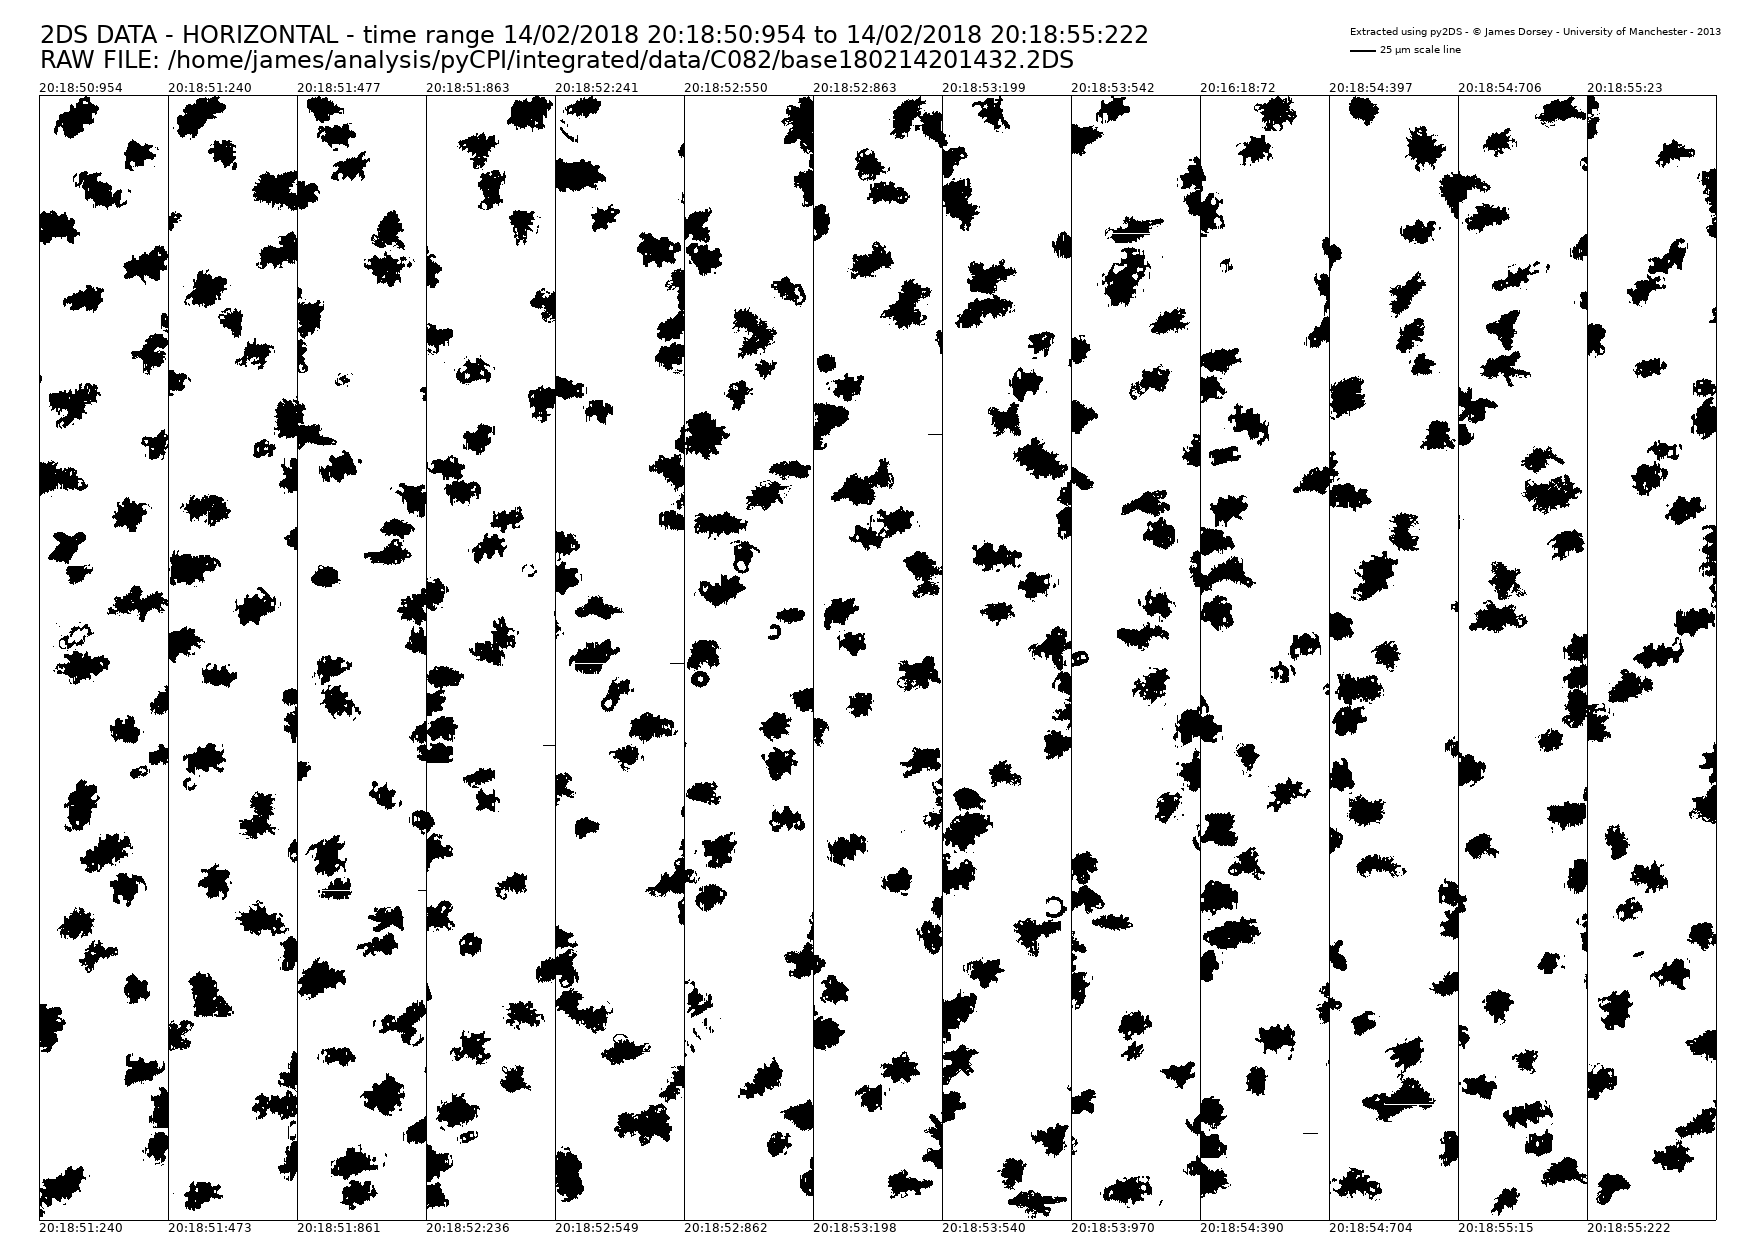 2DS DATA - HORIZONTAL - time range 14/02/2018 20:18:50:954 to 14/02/2018 20:18:55:222
RAW FILE: /home/james/analysis/pyCPI/integrated/data/C082/base180214201432.2DS
Extracted using py2DS - © James Dorsey - University of Manchester - 2013
25 µm scale line
20:18:50:954 20:18:51:240 20:18:51:477 20:18:51:863 20:18:52:241 20:18:52:550 20:18:52:863 20:18:53:199 20:18:53:542 20:16:18:72 20:18:54:397 20:18:54:706 20:18:55:23
20:18:51:240 20:18:51:473 20:18:51:861 20:18:52:236 20:18:52:549 20:18:52:862 20:18:53:198 20:18:53:540 20:18:53:970 20:18:54:390 20:18:54:704 20:18:55:15 20:18:55:222